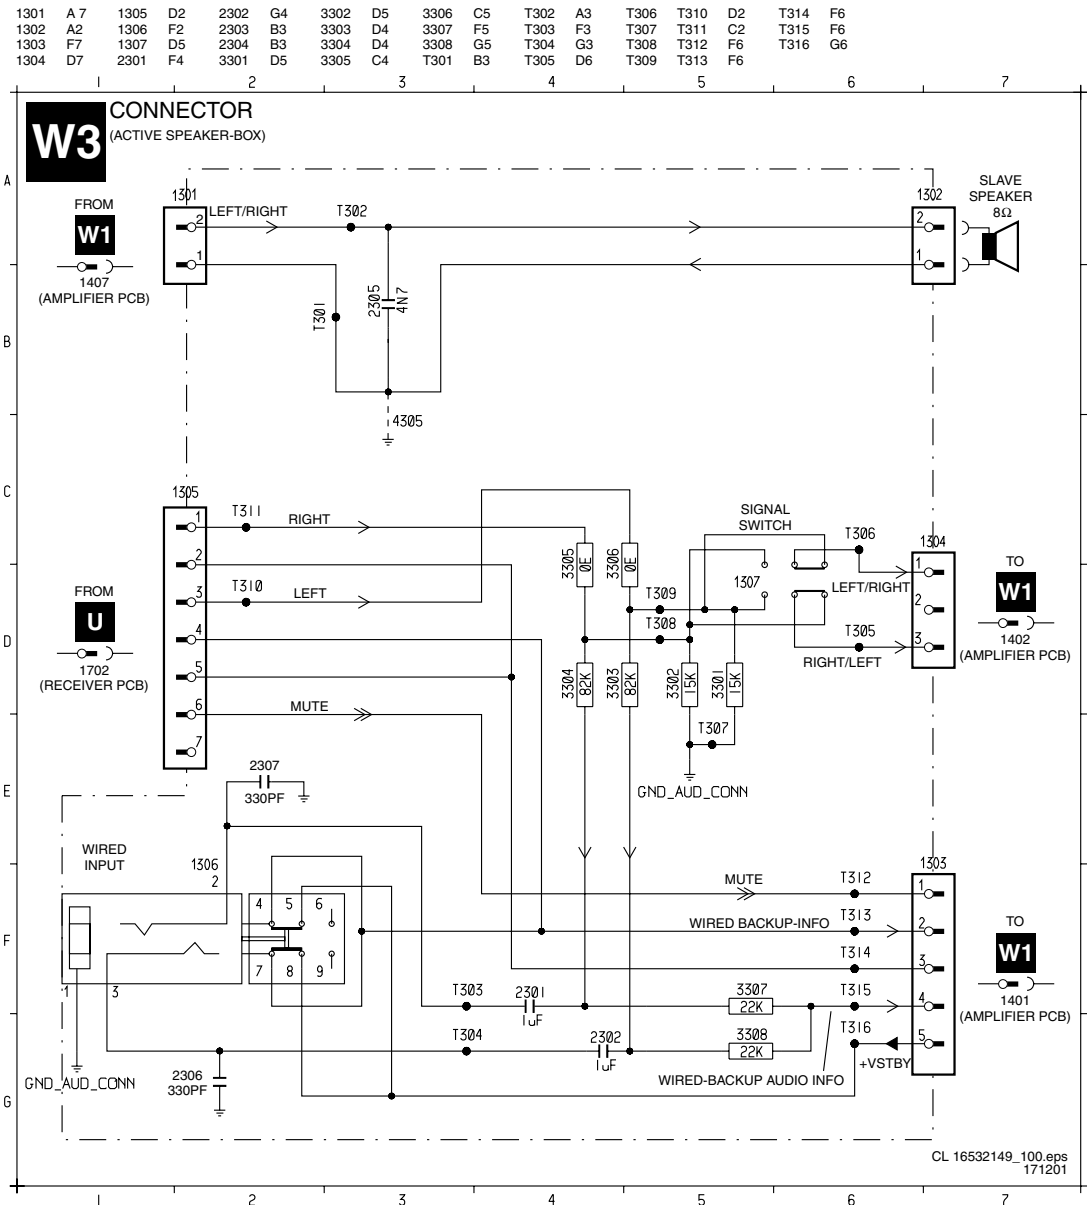 1301 A 7 1305 D2 2302 G4 3302 D5 3306 C5 T302 A3 T306 T310 D2 T314 F6
1302 A2 1306 F2 2303 B3 3303 D4 3307 F5 T303 F3 T307 T311 C2 T315 F6
1303 F7 1307 D5 2304 B3 3304 D4 3308 G5 T304 G3 T308 T312 F6 T316 G6
1304 D7 2301 F4 3301 D5 3305 C4 T301 B3 T305 D6 T309 T313 F6
1 2 3 4 5 6 7
W3
CONNECTOR
(ACTIVE SPEAKER-BOX)
A
SLAVE
SPEAKER
8Ω
FROM
W1
1407
(AMPLIFIER PCB)
1301
2
1
LEFT/RIGHT
T302
1302
2
1
T301
2305
4N7
B
4305
C
1305
1
2
3
4
5
6
7
T311
RIGHT
T310
LEFT
MUTE
FROM
U
1702
(RECEIVER PCB)
D
3305
0E
3306
0E
SIGNAL
SWITCH
1307
T309
T308
T306
LEFT/RIGHT
T305
RIGHT/LEFT
1304
1
2
3
TO
W1
1402
(AMPLIFIER PCB)
3304
82K
3303
82K
3302
15K
3301
15K
T307
GND_AUD_CONN
E
2307
330PF
WIRED
INPUT
1306
2
1
3
4 5 6
7 8 9
F
MUTE
T312
WIRED BACKUP-INFO
T313
T314
T315
T316
+VSTBY
1303
1
2
3
4
5
TO
W1
1401
(AMPLIFIER PCB)
T303
2301
1uF
3307
22K
T304
2302
1uF
3308
22K
WIRED-BACKUP AUDIO INFO
GND_AUD_CONN
2306
330PF
G
CL 16532149_100.eps
171201
1 2 3 4 5 6 7